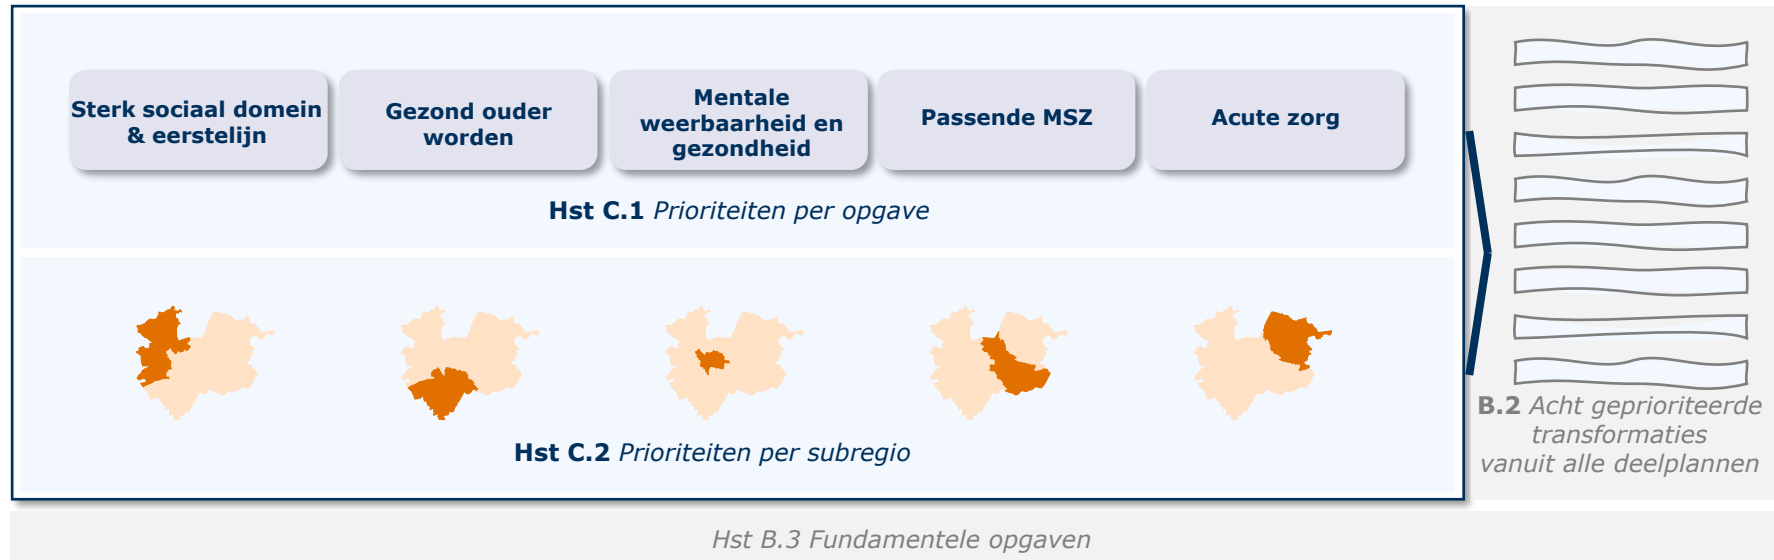 Sterk sociaal domein
& eerstelijn
Gezond ouder
worden
Mentale
weerbaarheid en
gezondheid
Passende MSZ
Acute zorg
Hst C.1 Prioriteiten per opgave
Hst C.2 Prioriteiten per subregio
B.2 Acht geprioriteerde
transformaties
vanuit alle deelplannen
Hst B.3 Fundamentele opgaven